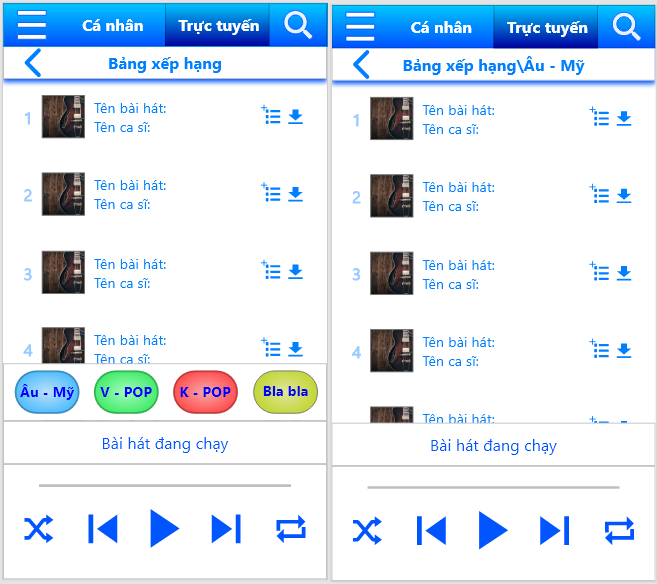 Cá nhân
Trực tuyến
Bảng xếp hạng
1
Tên bài hát:
Tên ca sĩ:
2
Tên bài hát:
Tên ca sĩ:
3
Tên bài hát:
Tên ca sĩ:
4
Tên bài hát:
Tên ca sĩ:
Âu - Mỹ
V - POP
K - POP
Bla bla
Bài hát đang chạy
Cá nhân
Trực tuyến
Bảng xếp hạng\Âu - Mỹ
1
Tên bài hát:
Tên ca sĩ:
2
Tên bài hát:
Tên ca sĩ:
3
Tên bài hát:
Tên ca sĩ:
4
Tên bài hát:
Tên ca sĩ:
Tên bài hát:
Bài hát đang chạy